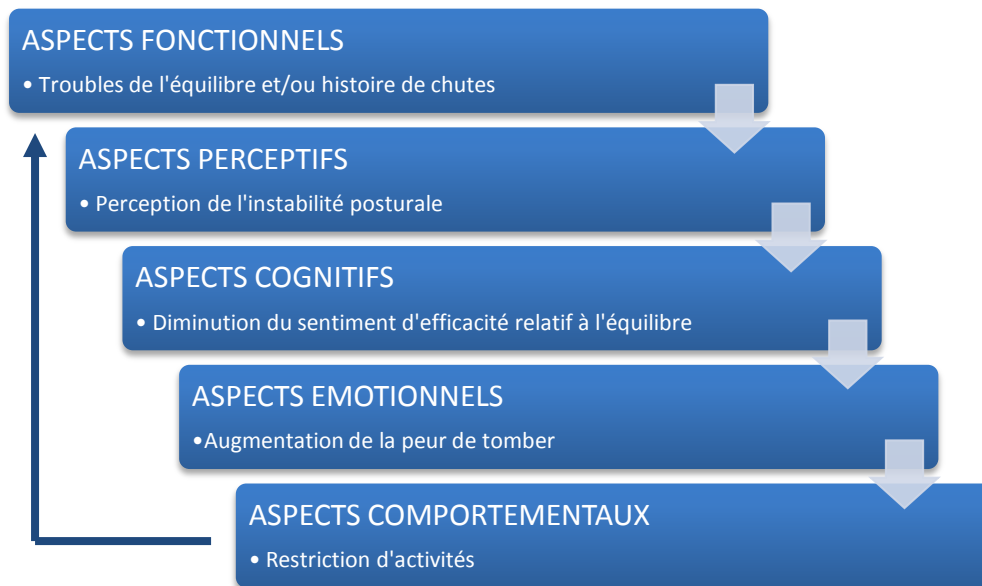 ASPECTS FONCTIONNELS
• Troubles de l'équilibre et/ou histoire de chutes
ASPECTS PERCEPTIFS
• Perception de l'instabilité posturale
ASPECTS COGNITIFS
• Diminution du sentiment d'efficacité relatif à l'équilibre
ASPECTS EMOTIONNELS
•Augmentation de la peur de tomber
ASPECTS COMPORTEMENTAUX
• Restriction d'activités